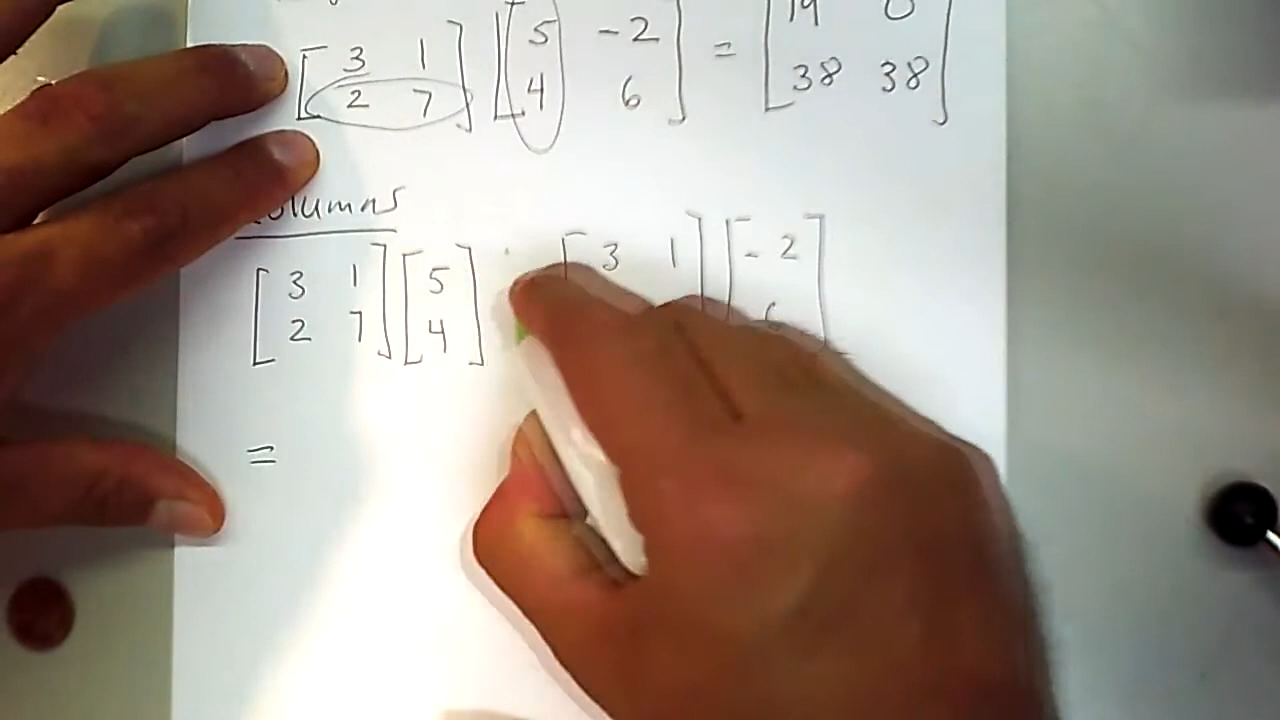 [ 3 1 ] [ 5 -2 ] = [ 19 0 ]
[ 2 7 ] [ 4 6 ] [ 38 38 ]
columns
[ 3 1 ] [ 5 ] [ 3 1 ] [ -2 ]
[ 2 7 ] [ 4 ] [ 6 ]
=